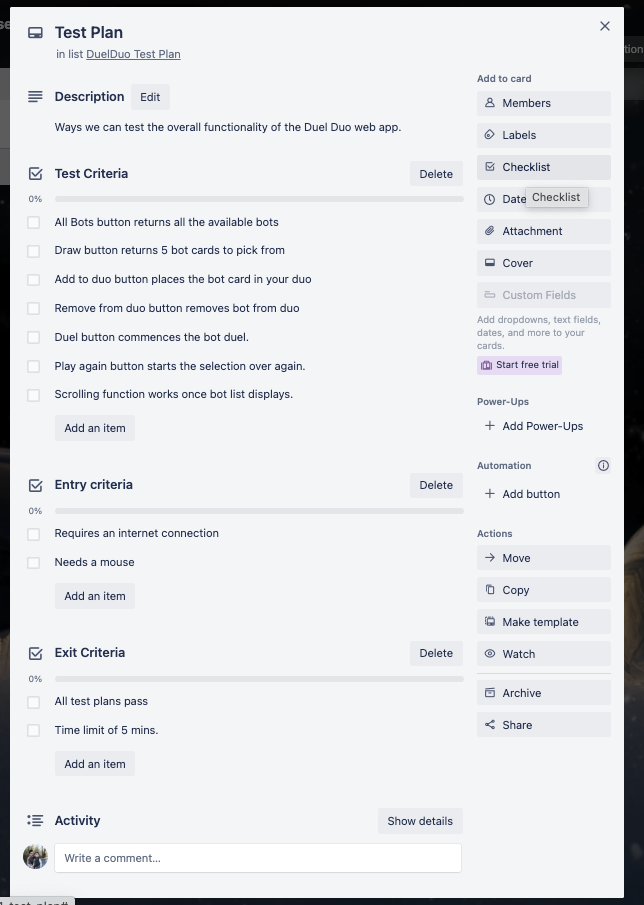 Test Plan
in list DuelDuo Test Plan
Description Edit
Ways we can test the overall functionality of the Duel Duo web app.
Test Criteria Delete
0%
All Bots button returns all the available bots
Draw button returns 5 bot cards to pick from
Add to duo button places the bot card in your duo
Remove from duo button removes bot from duo
Duel button commences the bot duel.
Play again button starts the selection over again.
Scrolling function works once bot list displays.
Add an item
Entry criteria Delete
0%
Requires an internet connection
Needs a mouse
Add an item
Exit Criteria Delete
0%
All test plans pass
Time limit of 5 mins.
Add an item
Activity Show details
Write a comment...
Add to card
Members
Labels
Checklist
Date
Checklist
Attachment
Cover
Custom Fields
Add dropdowns, text fields,
dates, and more to your
cards.
Start free trial
Power-Ups
+ Add Power-Ups
Automation
+ Add button
Actions
Move
Copy
Make template
Watch
Archive
Share
tion